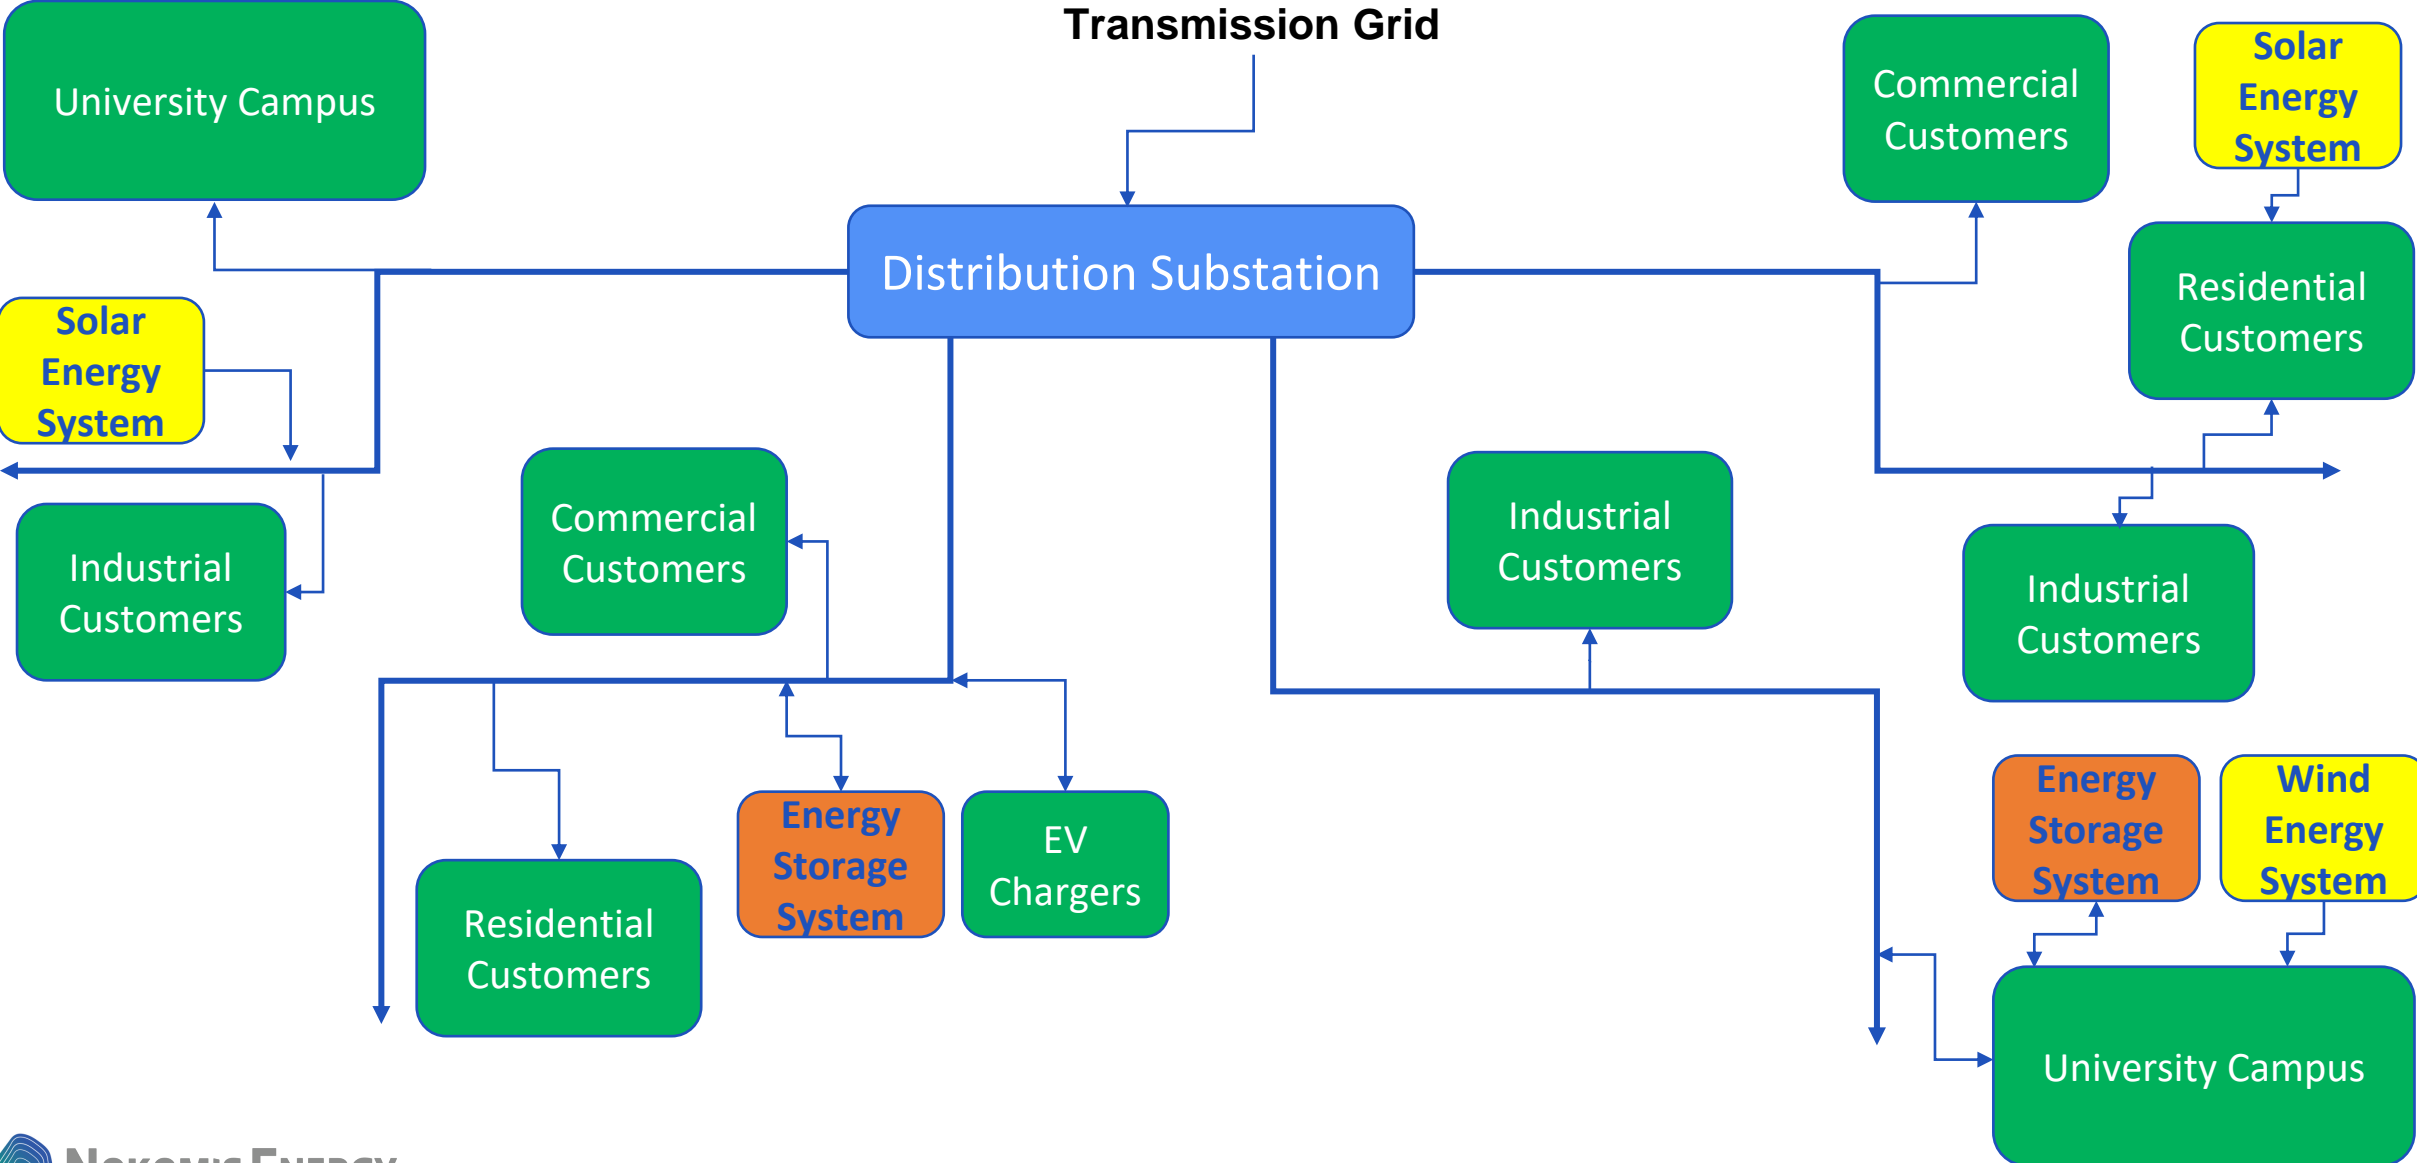 Transmission Grid
University Campus
Commercial
Customers
Solar
Energy
System
Distribution Substation
Residential
Customers
Solar
Energy
System
Commercial
Customers
Industrial
Customers
Industrial
Customers
Industrial
Customers
Energy
Storage
System
Wind
Energy
System
Energy
Storage
System
EV
Chargers
Residential
Customers
University Campus
NOKOMIS ENERGY